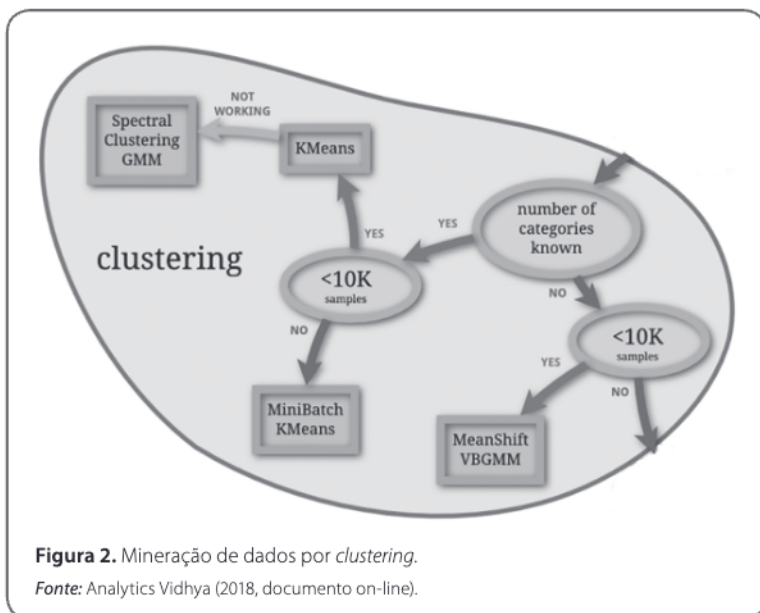 NOT
WORKING
Spectral
Clustering
GMM
KMeans
number of
categories
known
YES
YES
clustering
<10K
samples
NO
NO
<10K
samples
YES
NO
MiniBatch
KMeans
MeanShift
VBGMM
Figura 2. Mineração de dados por clustering.
Fonte: Analytics Vidhya (2018, documento on-line).